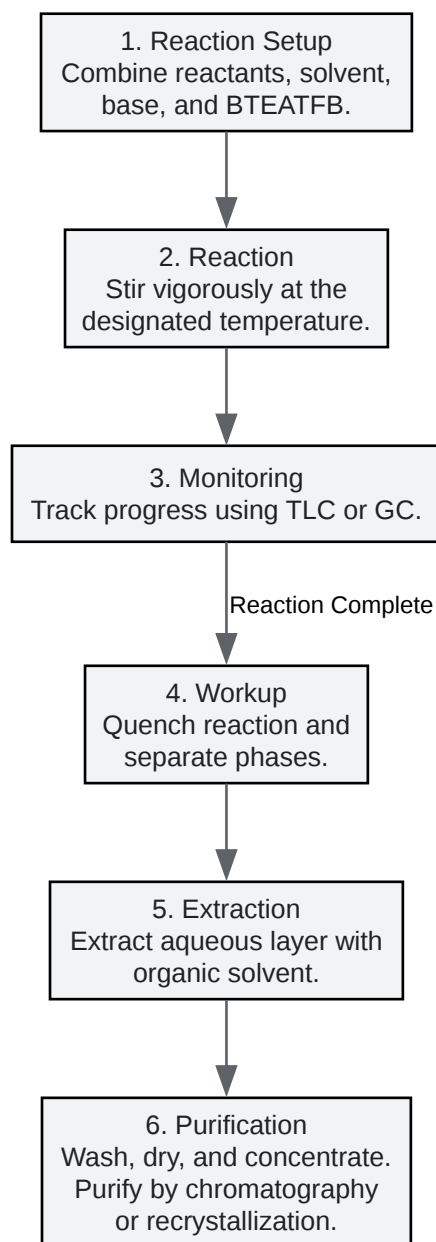 1. Reaction Setup
Combine reactants, solvent,
base, and BTEATFB.
2. Reaction
Stir vigorously at the
designated temperature.
3. Monitoring
Track progress using TLC or GC.
Reaction Complete
4. Workup
Quench reaction and
separate phases.
5. Extraction
Extract aqueous layer with
organic solvent.
6. Purification
Wash, dry, and concentrate.
Purify by chromatography
or recrystallization.